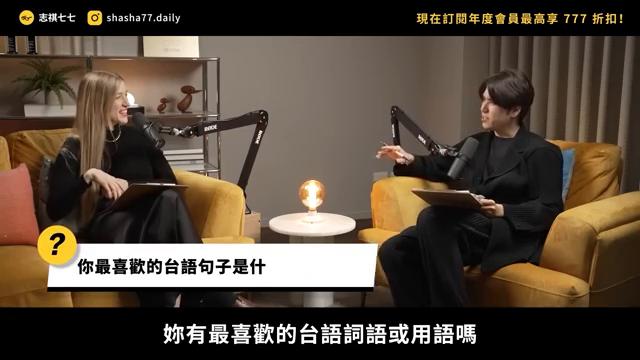 志祺七七
shasha77.daily
現在訂閱年度會員最高享 777 折扣!
RODE
RODE
?
你最喜歡的台語句子是什
妳有最喜歡的台語詞語或用語嗎